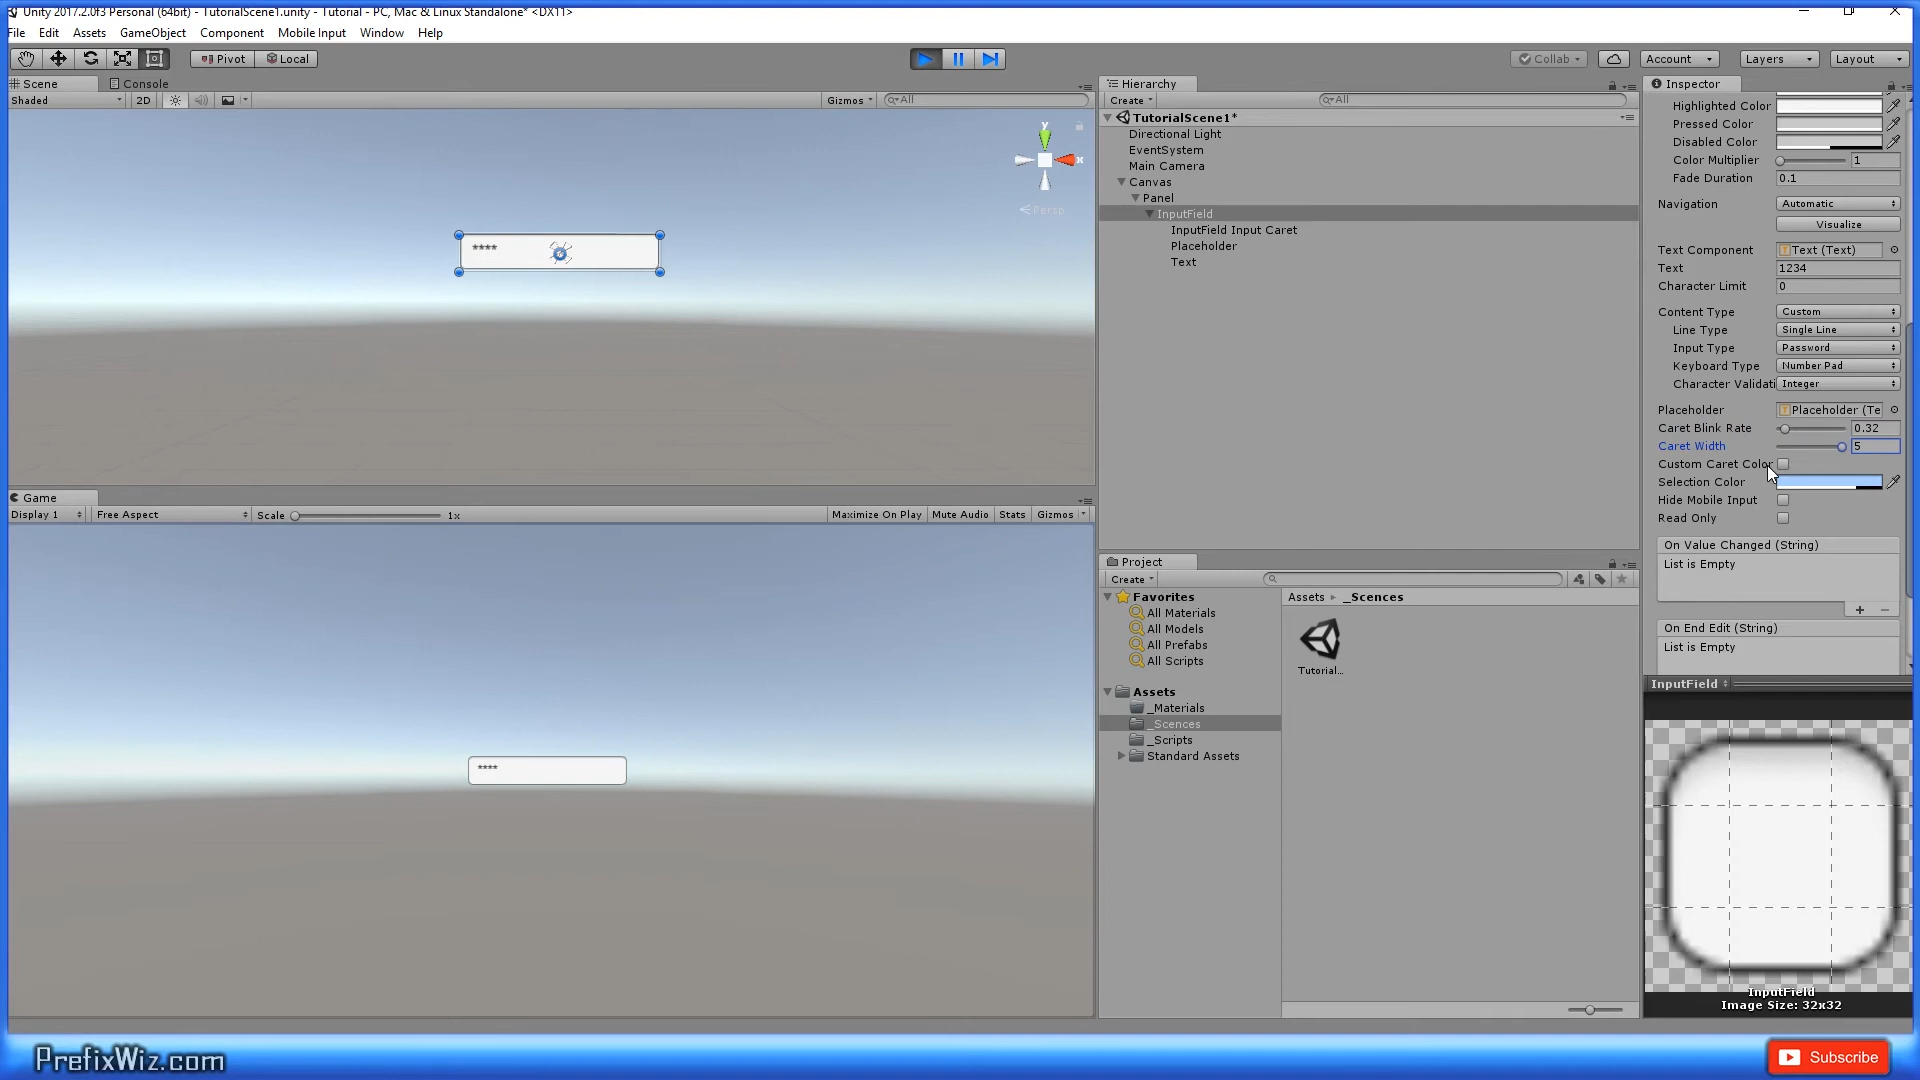 Unity 2017.2.0f3 Personal (64bit) - TutorialScene1.unity - Tutorial - PC, Mac & Linux Standalone* <DX11>
File Edit Assets GameObject Component Mobile Input Window Help
Pivot Local
Collab Account Layers Layout
Scene Console
Shaded 2D Gizmos All
y
x
Persp
****
Game
Display 1 Free Aspect Scale 1x Maximize On Play Mute Audio Stats Gizmos
****
Hierarchy
Create All
TutorialScene1*
Directional Light
EventSystem
Main Camera
Canvas
Panel
InputField
InputField Input Caret
Placeholder
Text
Project
Create
Favorites
All Materials
All Models
All Prefabs
All Scripts
Assets
_Materials
_Scences
_Scripts
Standard Assets
Assets _Scences
Tutorial...
Inspector
Highlighted Color
Pressed Color
Disabled Color
Color Multiplier 1
Fade Duration 0.1
Navigation Automatic
Visualize
Text Component Text (Text)
Text 1234
Character Limit 0
Content Type Custom
Line Type Single Line
Input Type Password
Keyboard Type Number Pad
Character Validati Integer
Placeholder Placeholder (Te
Caret Blink Rate 0.32
Caret Width 5
Custom Caret Color
Selection Color
Hide Mobile Input
Read Only
On Value Changed (String)
List is Empty
On End Edit (String)
List is Empty
InputField
InputField
Image Size: 32x32
PrefixWiz.com
Subscribe